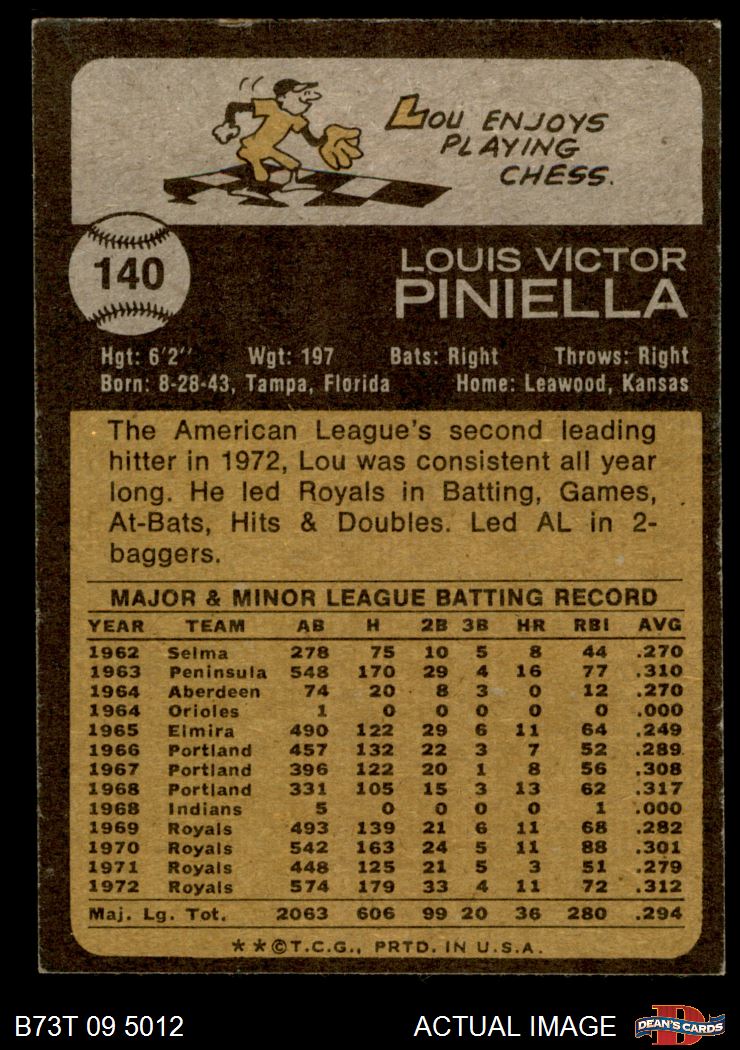 LOU ENJOYS
PLAYING
CHESS.
140
LOUIS VICTOR
PINIELLA
Hgt: 6'2" Wgt: 197 Bats: Right Throws: Right
Born: 8-28-43, Tampa, Florida Home: Leawood, Kansas
The American League's second leading
hitter in 1972, Lou was consistent all year
long. He led Royals in Batting, Games,
At-Bats, Hits & Doubles. Led AL in 2-
baggers.
MAJOR & MINOR LEAGUE BATTING RECORD
YEAR TEAM AB H 2B 3B HR RBI AVG
1962 Selma 278 75 10 5 8 44 .270
1963 Peninsula 548 170 29 4 16 77 .310
1964 Aberdeen 74 20 8 3 0 12 .270
1964 Orioles 1 0 0 0 0 0 .000
1965 Elmira 490 122 29 6 11 64 .249
1966 Portland 457 132 22 3 7 52 .289
1967 Portland 396 122 20 1 8 56 .308
1968 Portland 331 105 15 3 13 62 .317
1968 Indians 5 0 0 0 0 1 .000
1969 Royals 493 139 21 6 11 68 .282
1970 Royals 542 163 24 5 11 88 .301
1971 Royals 448 125 21 5 3 51 .279
1972 Royals 574 179 33 4 11 72 .312
Maj. Lg. Tot. 2063 606 99 20 36 280 .294
**©T.C.G., PRTD. IN U.S.A.
B73T 09 5012 ACTUAL IMAGE D DEAN'S CARDS